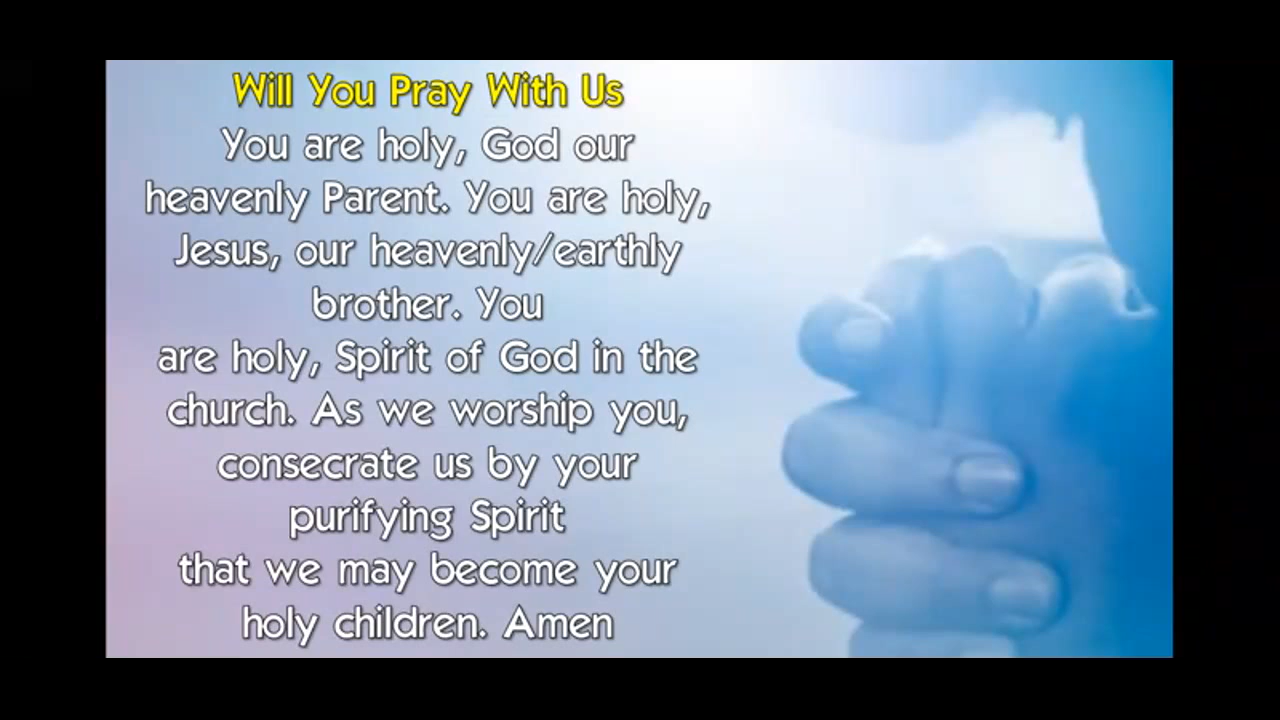 Will You Pray With Us
You are holy, God our
heavenly Parent. You are holy,
Jesus, our heavenly/earthly
brother. You
are holy, Spirit of God in the
church. As we worship you,
consecrate us by your
purifying Spirit
that we may become your
holy children. Amen